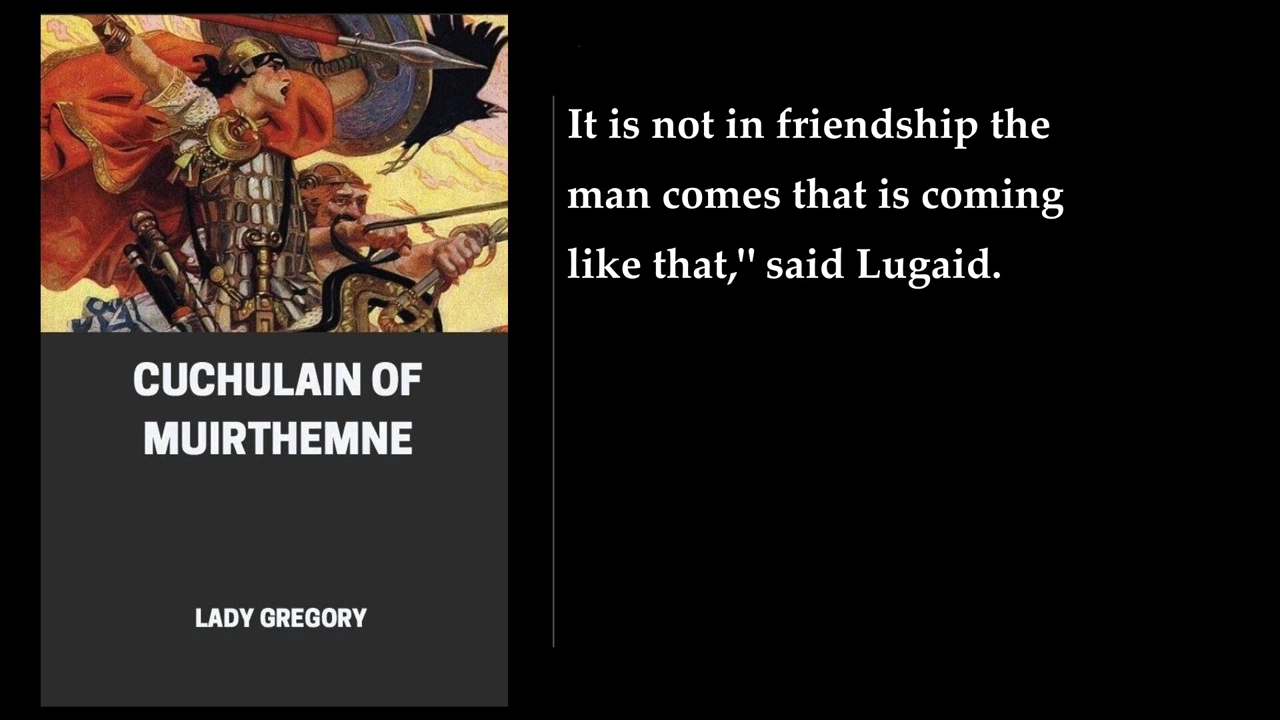 CUCHULAIN OF
MUIRTHEMNE
LADY GREGORY
It is not in friendship the
man comes that is coming
like that," said Lugaid.